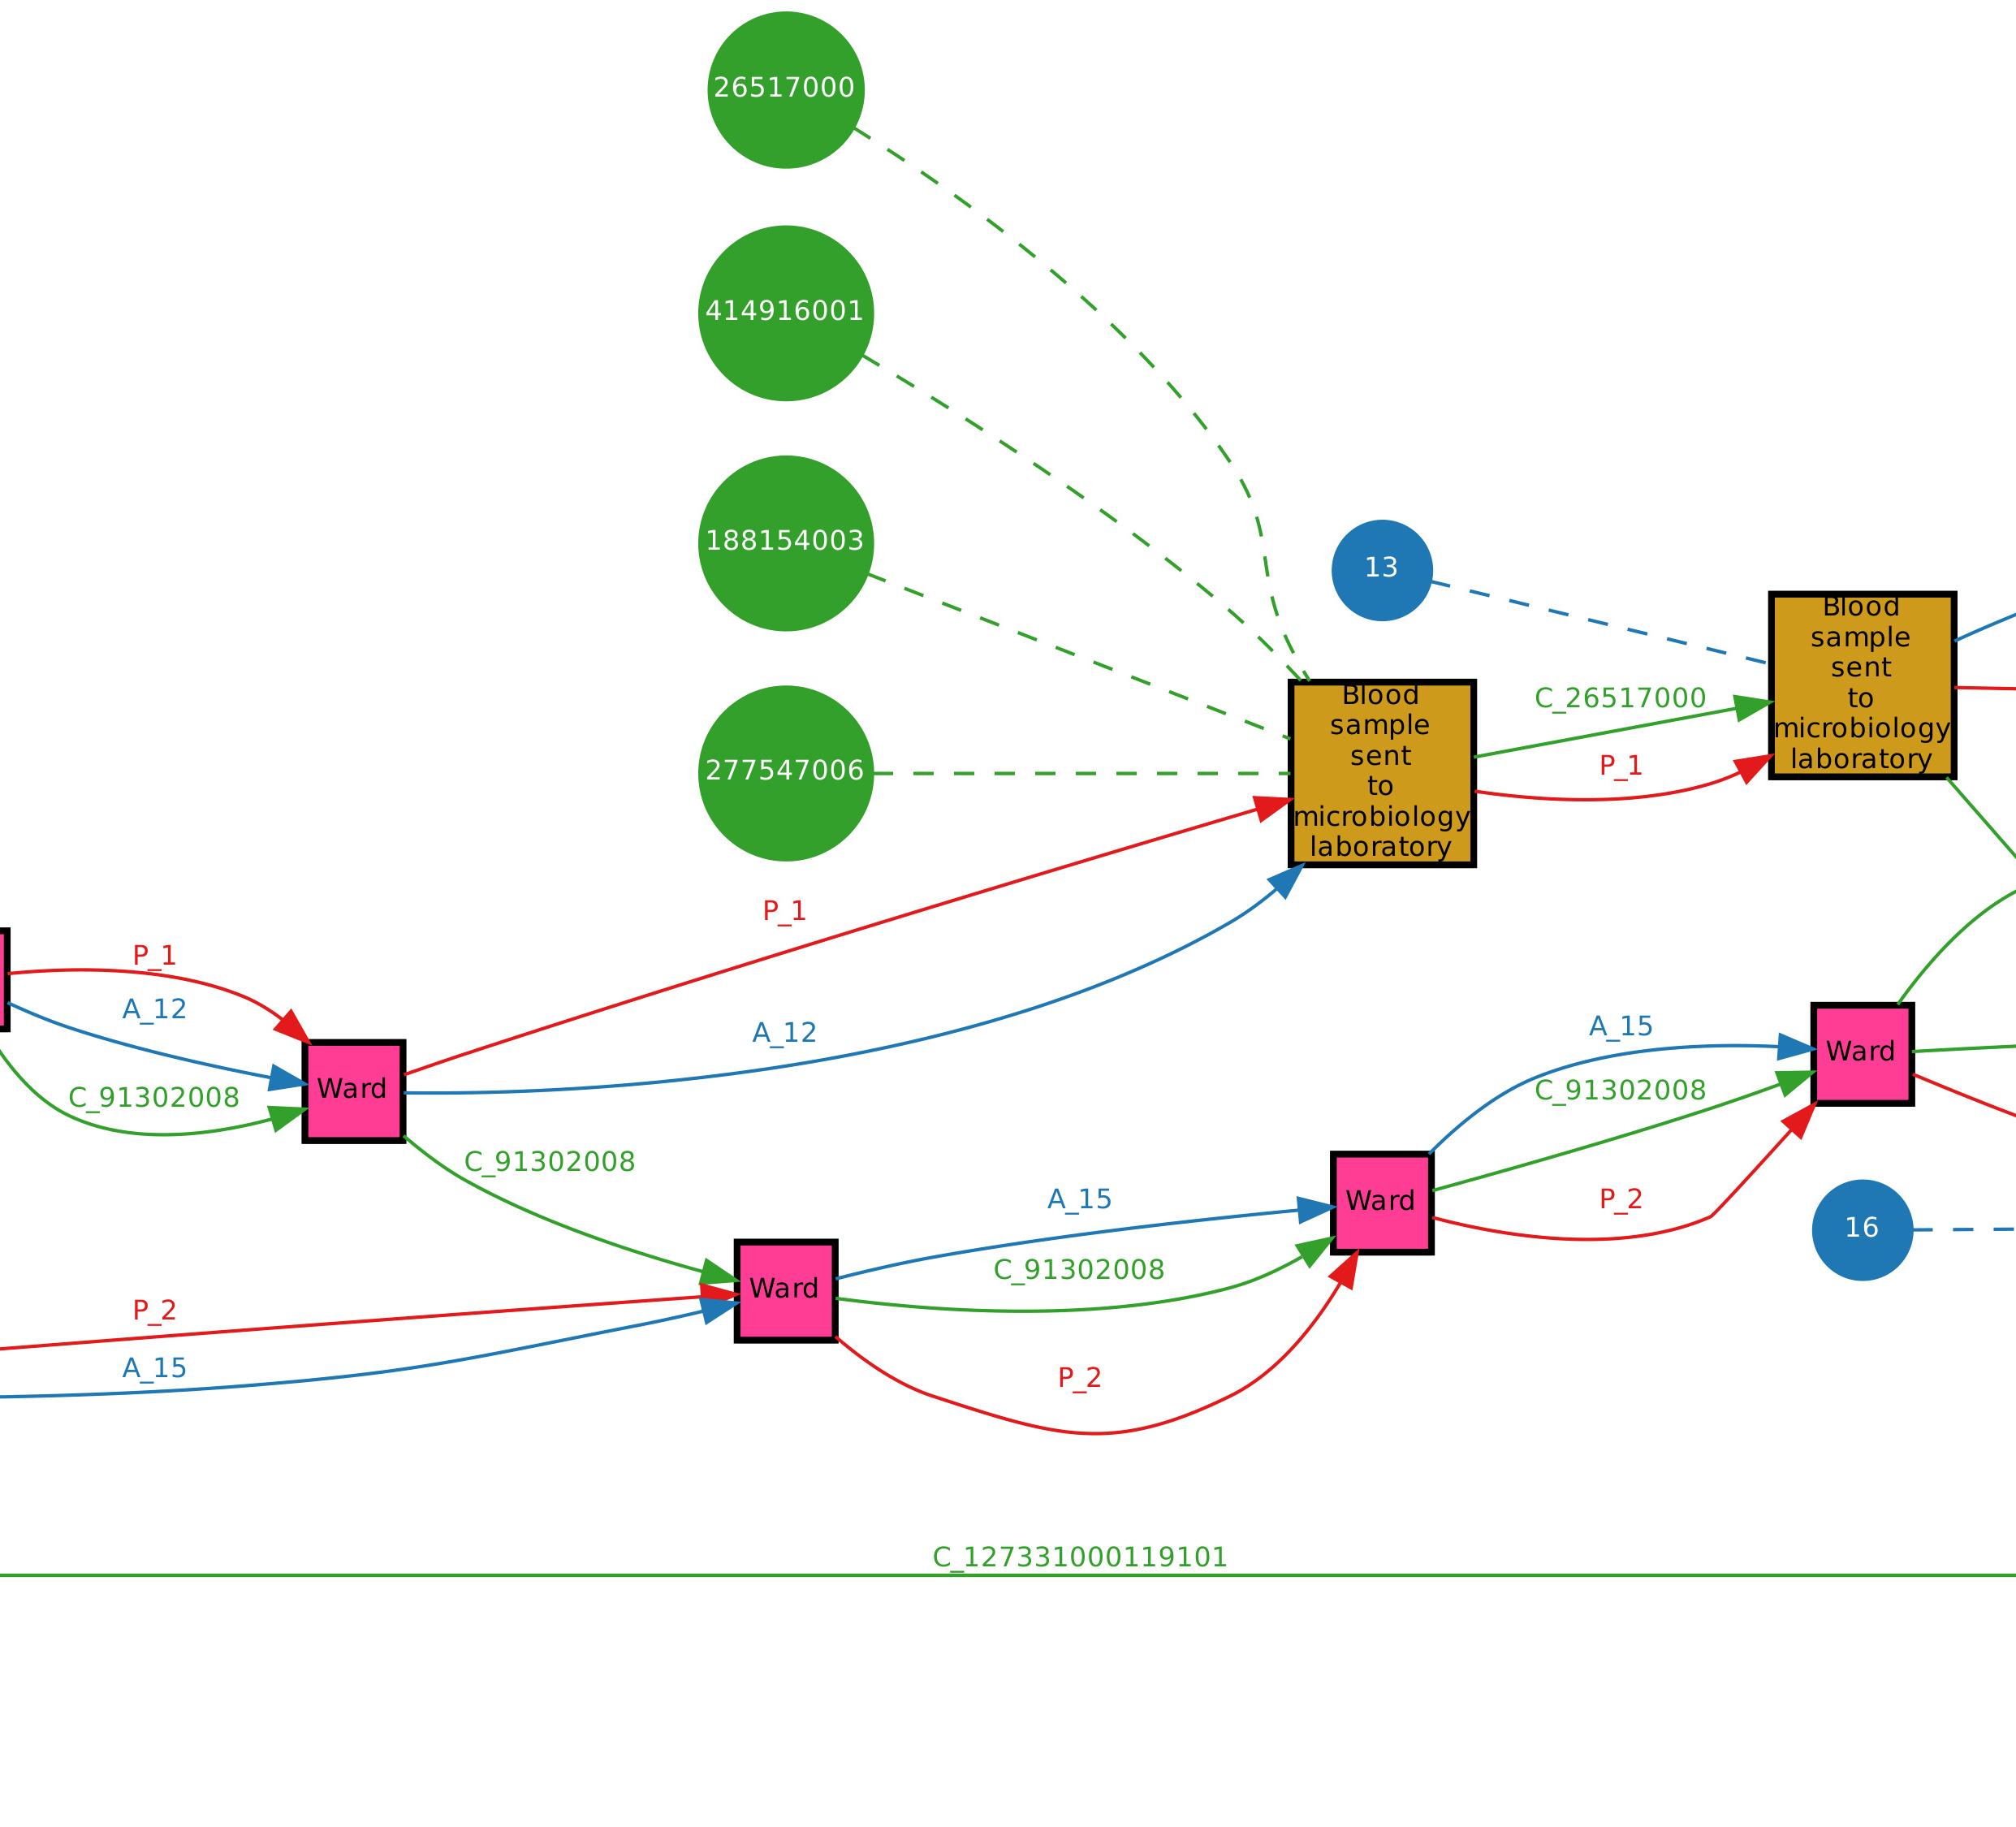 26517000
414916001
188154003
277547006
13
Blood
sample
sent
to
microbiology
laboratory
Blood
sample
sent
to
microbiology
laboratory
C_26517000
P_1
P_1
A_12
C_91302008
Ward
P_1
A_12
C_91302008
P_2
A_15
Ward
A_15
C_91302008
P_2
Ward
A_15
C_91302008
P_2
Ward
16
C_127331000119101